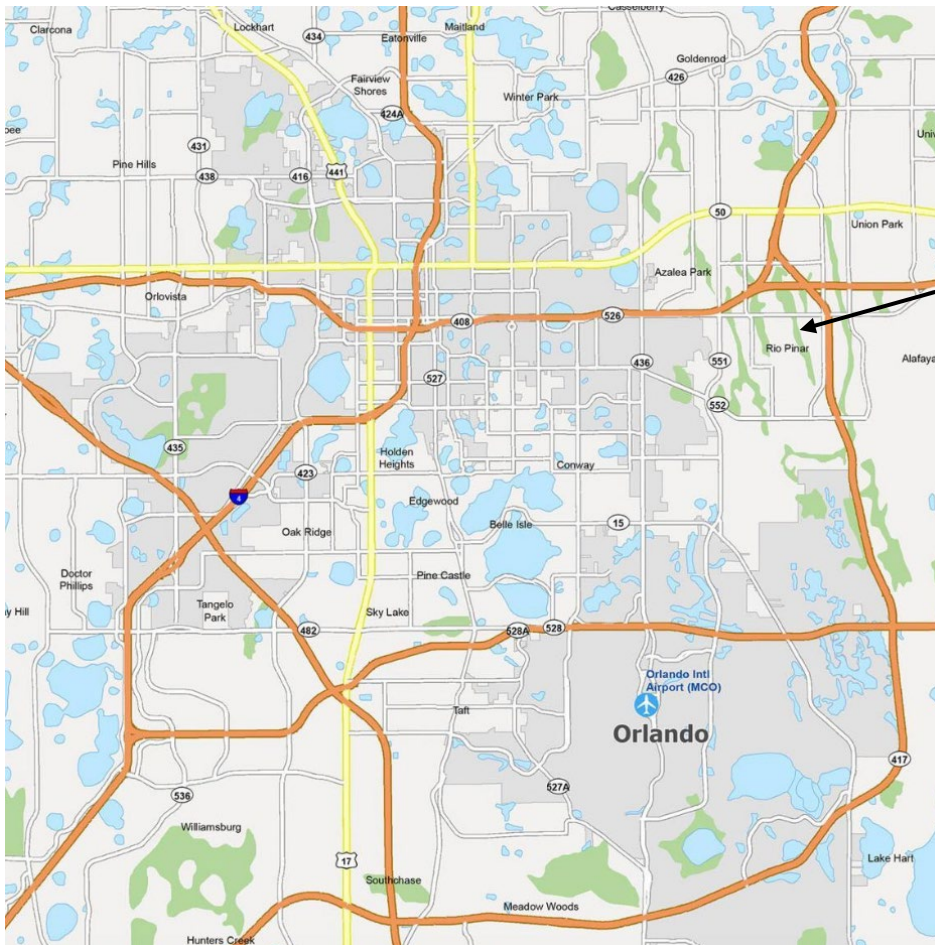 Casselberry
Clarcona
Lockhart
434
Eatonville
Maitland
Goldenrod
426
Fairview
Shores
Winter Park
424A
431
Pine Hills
438
416
441
50
Union Park
Azalea Park
Orlovista
408
526
Rio Pinar
436
551
Alafaya
527
552
435
423
Holden
Heights
Conway
4
Edgewood
Belle Isle
15
Oak Ridge
Doctor
Phillips
Pine Castle
Tangelo
Park
Sky Lake
482
528A
528
Orlando Intl
Airport (MCO)
Taft
Orlando
417
527A
536
Williamsburg
17
Lake Hart
Southchase
Meadow Woods
Hunters Creek